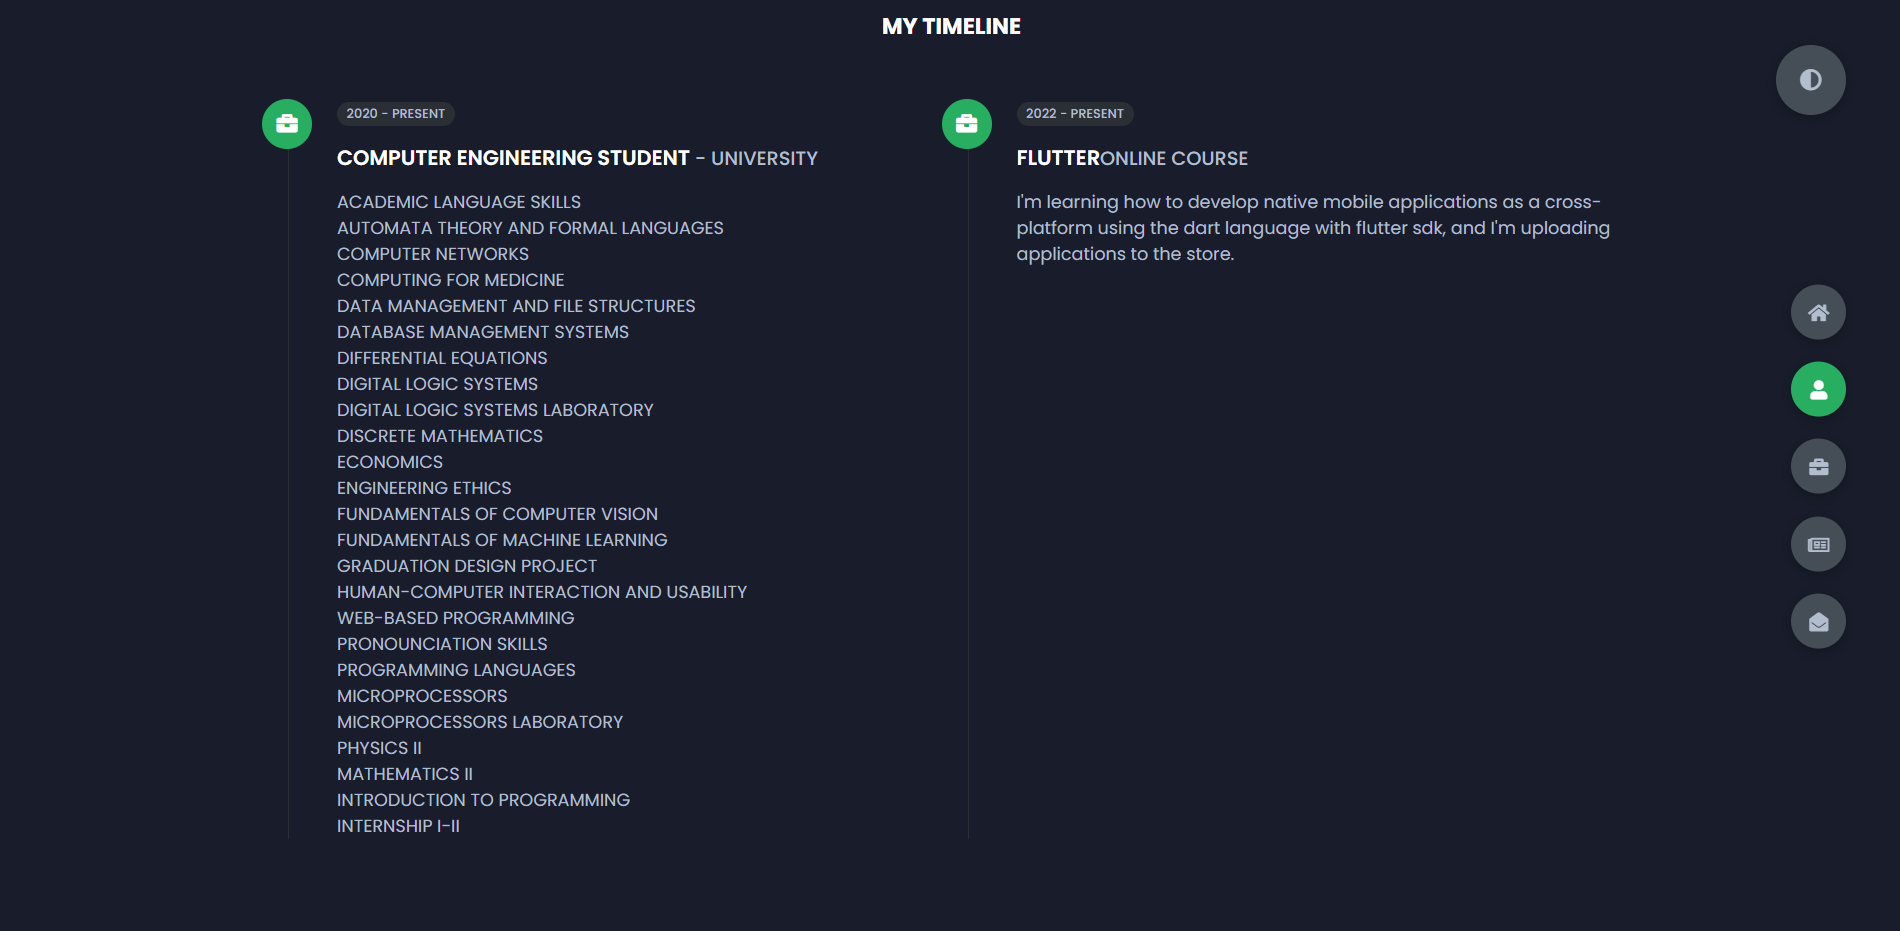 MY TIMELINE
2020 - PRESENT
COMPUTER ENGINEERING STUDENT - UNIVERSITY
ACADEMIC LANGUAGE SKILLS
AUTOMATA THEORY AND FORMAL LANGUAGES
COMPUTER NETWORKS
COMPUTING FOR MEDICINE
DATA MANAGEMENT AND FILE STRUCTURES
DATABASE MANAGEMENT SYSTEMS
DIFFERENTIAL EQUATIONS
DIGITAL LOGIC SYSTEMS
DIGITAL LOGIC SYSTEMS LABORATORY
DISCRETE MATHEMATICS
ECONOMICS
ENGINEERING ETHICS
FUNDAMENTALS OF COMPUTER VISION
FUNDAMENTALS OF MACHINE LEARNING
GRADUATION DESIGN PROJECT
HUMAN-COMPUTER INTERACTION AND USABILITY
WEB-BASED PROGRAMMING
PRONOUNCIATION SKILLS
PROGRAMMING LANGUAGES
MICROPROCESSORS
MICROPROCESSORS LABORATORY
PHYSICS II
MATHEMATICS II
INTRODUCTION TO PROGRAMMING
INTERNSHIP I-II
2022 - PRESENT
FLUTTERONLINE COURSE
I'm learning how to develop native mobile applications as a cross-
platform using the dart language with flutter sdk, and I'm uploading
applications to the store.